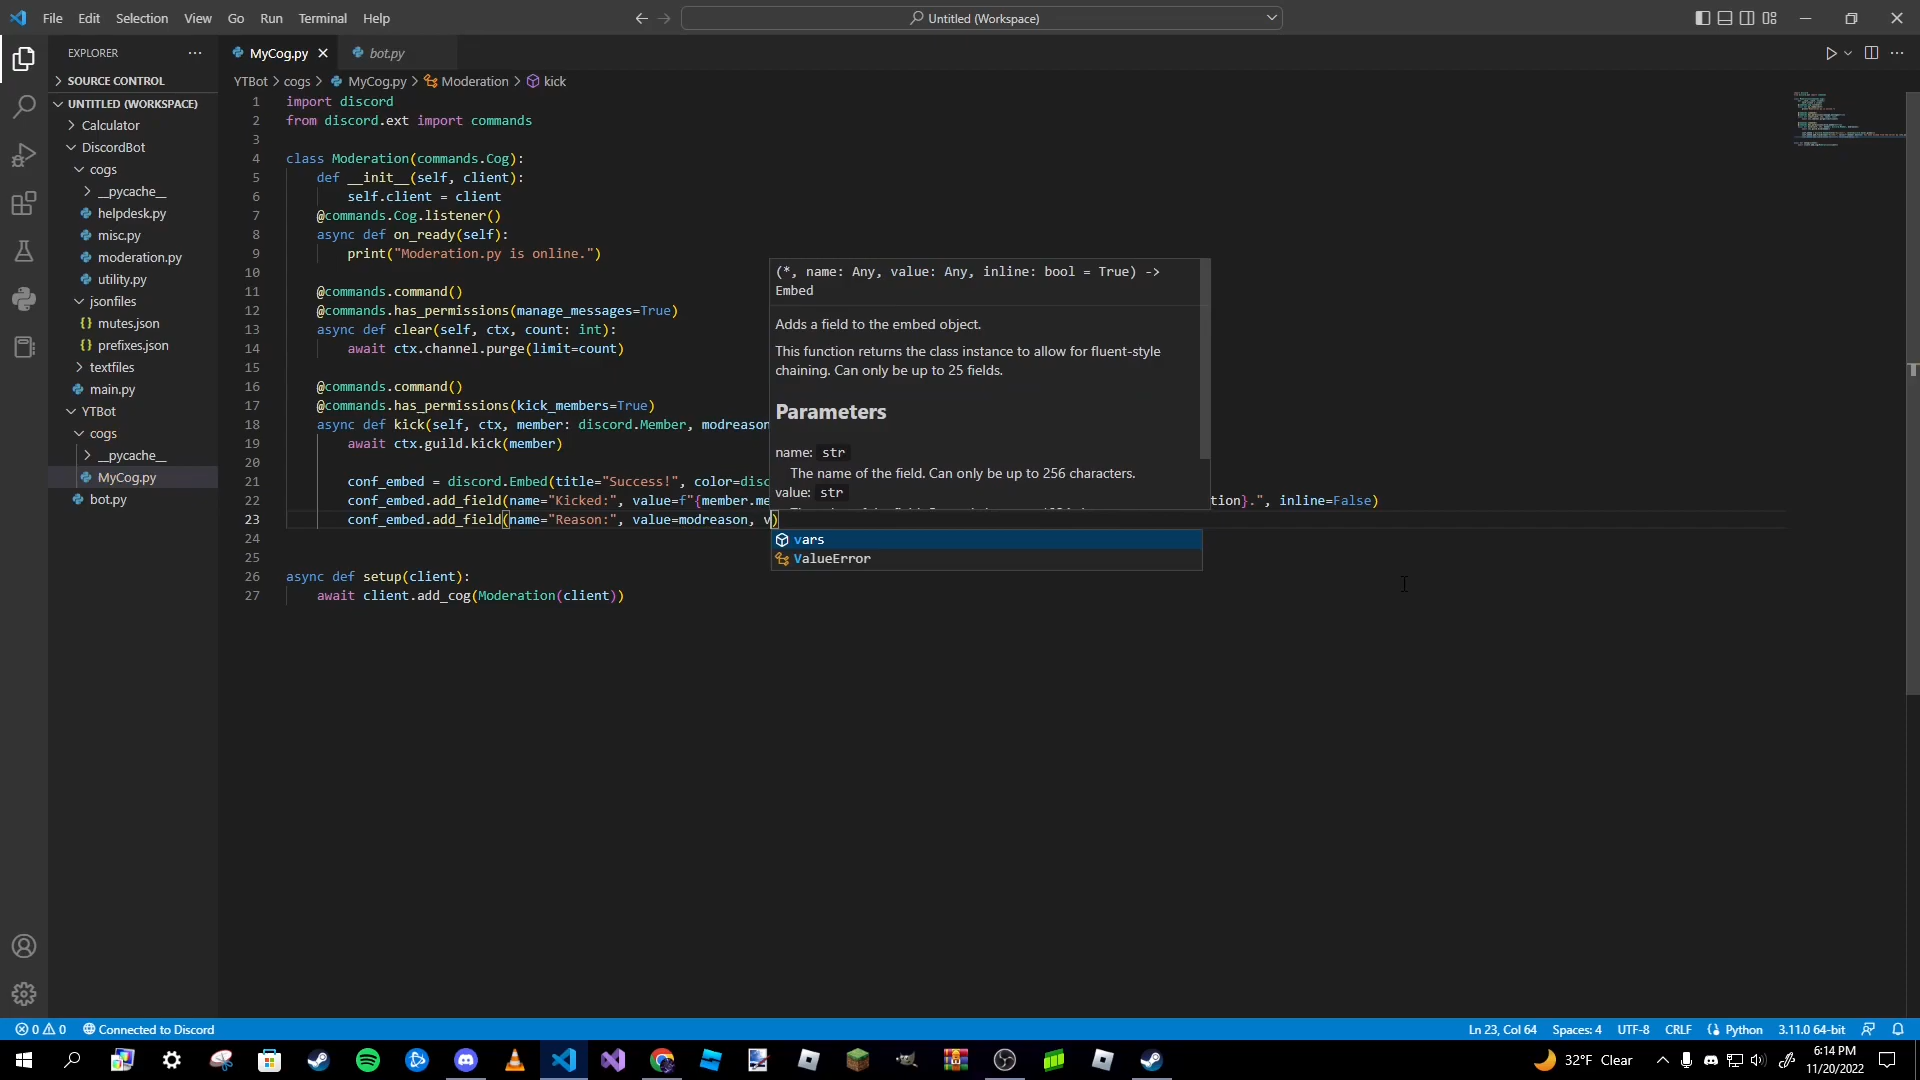 File Edit Selection View Go Run Terminal Help
Untitled (Workspace)
EXPLORER
SOURCE CONTROL
UNTITLED (WORKSPACE)
Calculator
DiscordBot
cogs
__pycache__
helpdesk.py
misc.py
moderation.py
utility.py
jsonfiles
mutes.json
prefixes.json
textfiles
main.py
YTBot
cogs
__pycache__
MyCog.py
bot.py
MyCog.py bot.py
YTBot > cogs > MyCog.py > Moderation > kick
1 import discord
2 from discord.ext import commands
3
4 class Moderation(commands.Cog):
5 def __init__(self, client):
6 self.client = client
7 @commands.Cog.listener()
8 async def on_ready(self):
9 print("Moderation.py is online.")
10
11 @commands.command()
12 @commands.has_permissions(manage_messages=True)
13 async def clear(self, ctx, count: int):
14 await ctx.channel.purge(limit=count)
15
16 @commands.command()
17 @commands.has_permissions(kick_members=True)
18 async def kick(self, ctx, member: discord.Member, modreason
19 await ctx.guild.kick(member)
20
21 conf_embed = discord.Embed(title="Success!", color=disc
22 conf_embed.add_field(name="Kicked:", value=f"{member.me tion}.", inline=False)
23 conf_embed.add_field(name="Reason:", value=modreason, v)
24
25
26 async def setup(client):
27 await client.add_cog(Moderation(client))
(*, name: Any, value: Any, inline: bool = True) ->
Embed
Adds a field to the embed object.
This function returns the class instance to allow for fluent-style
chaining. Can only be up to 25 fields.
Parameters
name: str
The name of the field. Can only be up to 256 characters.
value: str
vars
ValueError
0 0 Connected to Discord
Ln 23, Col 64 Spaces: 4 UTF-8 CRLF Python 3.11.0 64-bit
32°F Clear
6:14 PM
11/20/2022